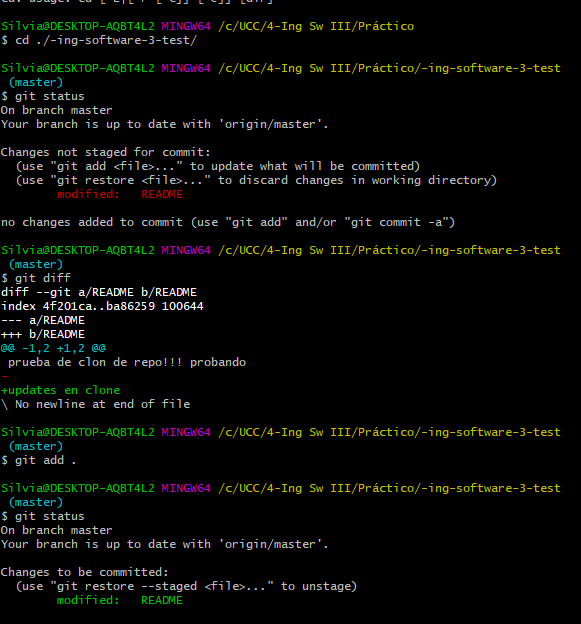 Silvia@DESKTOP-AQBT4L2 MINGW64 /c/UCC/4-Ing Sw III/Práctico
$ cd ./-ing-software-3-test/
Silvia@DESKTOP-AQBT4L2 MINGW64 /c/UCC/4-Ing Sw III/Práctico/-ing-software-3-test
(master)
$ git status
On branch master
Your branch is up to date with 'origin/master'.
Changes not staged for commit:
(use "git add <file>..." to update what will be committed)
(use "git restore <file>..." to discard changes in working directory)
modified: README
no changes added to commit (use "git add" and/or "git commit -a")
Silvia@DESKTOP-AQBT4L2 MINGW64 /c/UCC/4-Ing Sw III/Práctico/-ing-software-3-test
(master)
$ git diff
diff --git a/README b/README
index 4f201ca..ba86259 100644
--- a/README
+++ b/README
@@ -1,2 +1,2 @@
prueba de clon de repo!!! probando
-
+updates en clone
\ No newline at end of file
Silvia@DESKTOP-AQBT4L2 MINGW64 /c/UCC/4-Ing Sw III/Práctico/-ing-software-3-test
(master)
$ git add .
Silvia@DESKTOP-AQBT4L2 MINGW64 /c/UCC/4-Ing Sw III/Práctico/-ing-software-3-test
(master)
$ git status
On branch master
Your branch is up to date with 'origin/master'.
Changes to be committed:
(use "git restore --staged <file>..." to unstage)
modified: README